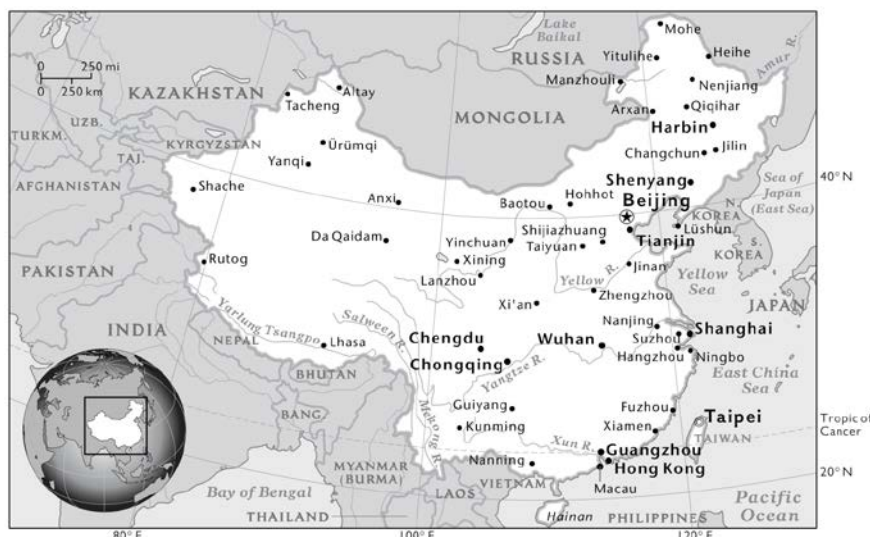 Lake
Baikal
Mohe
RUSSIA
Yitulihe
Heihe
Amur R.
0 250 mi
0 250 km
Manzhouli
Nenjiang
KAZAKHSTAN
Altay
Tacheng
MONGOLIA
Arxan
Qiqihar
Harbin
UZB.
TURKM.
KYRGYZSTAN
Ürümqi
Changchun
Jilin
TAJ.
Yanqi
40°N
AFGHANISTAN
Shache
Anxi
Shenyang
Sea of
Japan
(East Sea)
Baotou
Hohhot
Beijing
N.
KOREA
Lüshun
Da Qaidam
Yinchuan
Shijiazhuang
Taiyuan
Tianjin
S.
KOREA
Rutog
Xining
PAKISTAN
Lanzhou
Yellow R.
Jinan
Yellow
Sea
JAPAN
Xi'an
Zhengzhou
INDIA
Yarlung Tsangpo
Salween R.
Nanjing
Shanghai
NEPAL
Lhasa
Chengdu
Wuhan
Suzhou
Chongqing
Yangtze R.
Hangzhou
Ningbo
BHUTAN
East China
Sea
Mekong R.
Guiyang
Fuzhou
BANG.
Kunming
Xiamen
Taipei
TAIWAN
Tropic of
Cancer
Xun R.
Guangzhou
MYANMAR
(BURMA)
Nanning
Hong Kong
20°N
Macau
Bay of Bengal
LAOS
VIETNAM
Pacific
Ocean
THAILAND
Hainan
PHILIPPINES
80°E
100°E
120°E